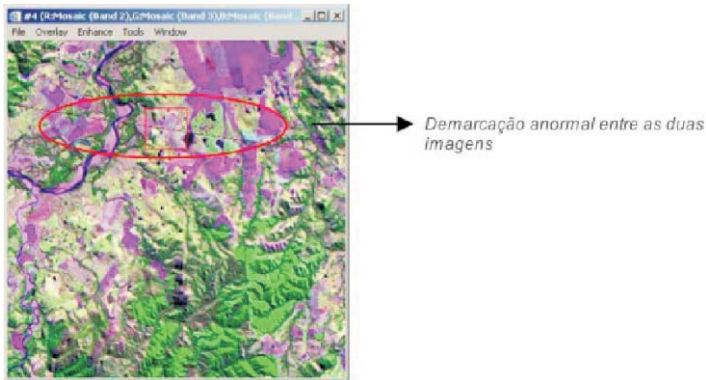 #4 (R:Mosaic (Band 2),G:Mosaic (Band 3),B:Mosaic (Band...
File Overlay Enhance Tools Window
Demarcação anormal entre as duas
imagens